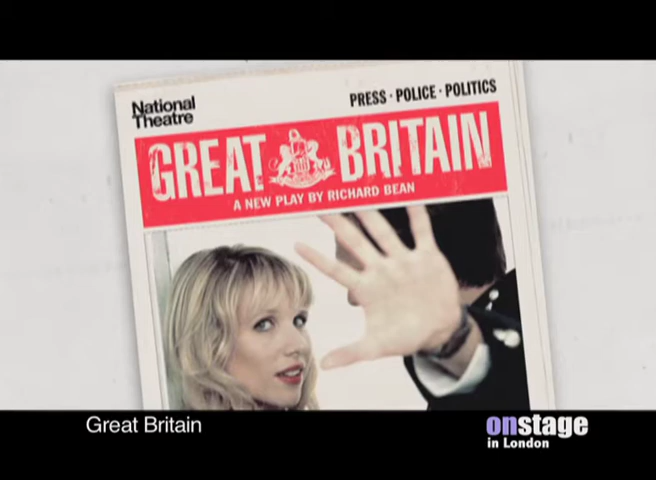 National
Theatre
PRESS · POLICE · POLITICS
GREAT BRITAIN
A NEW PLAY BY RICHARD BEAN
Great Britain
onstage
in London